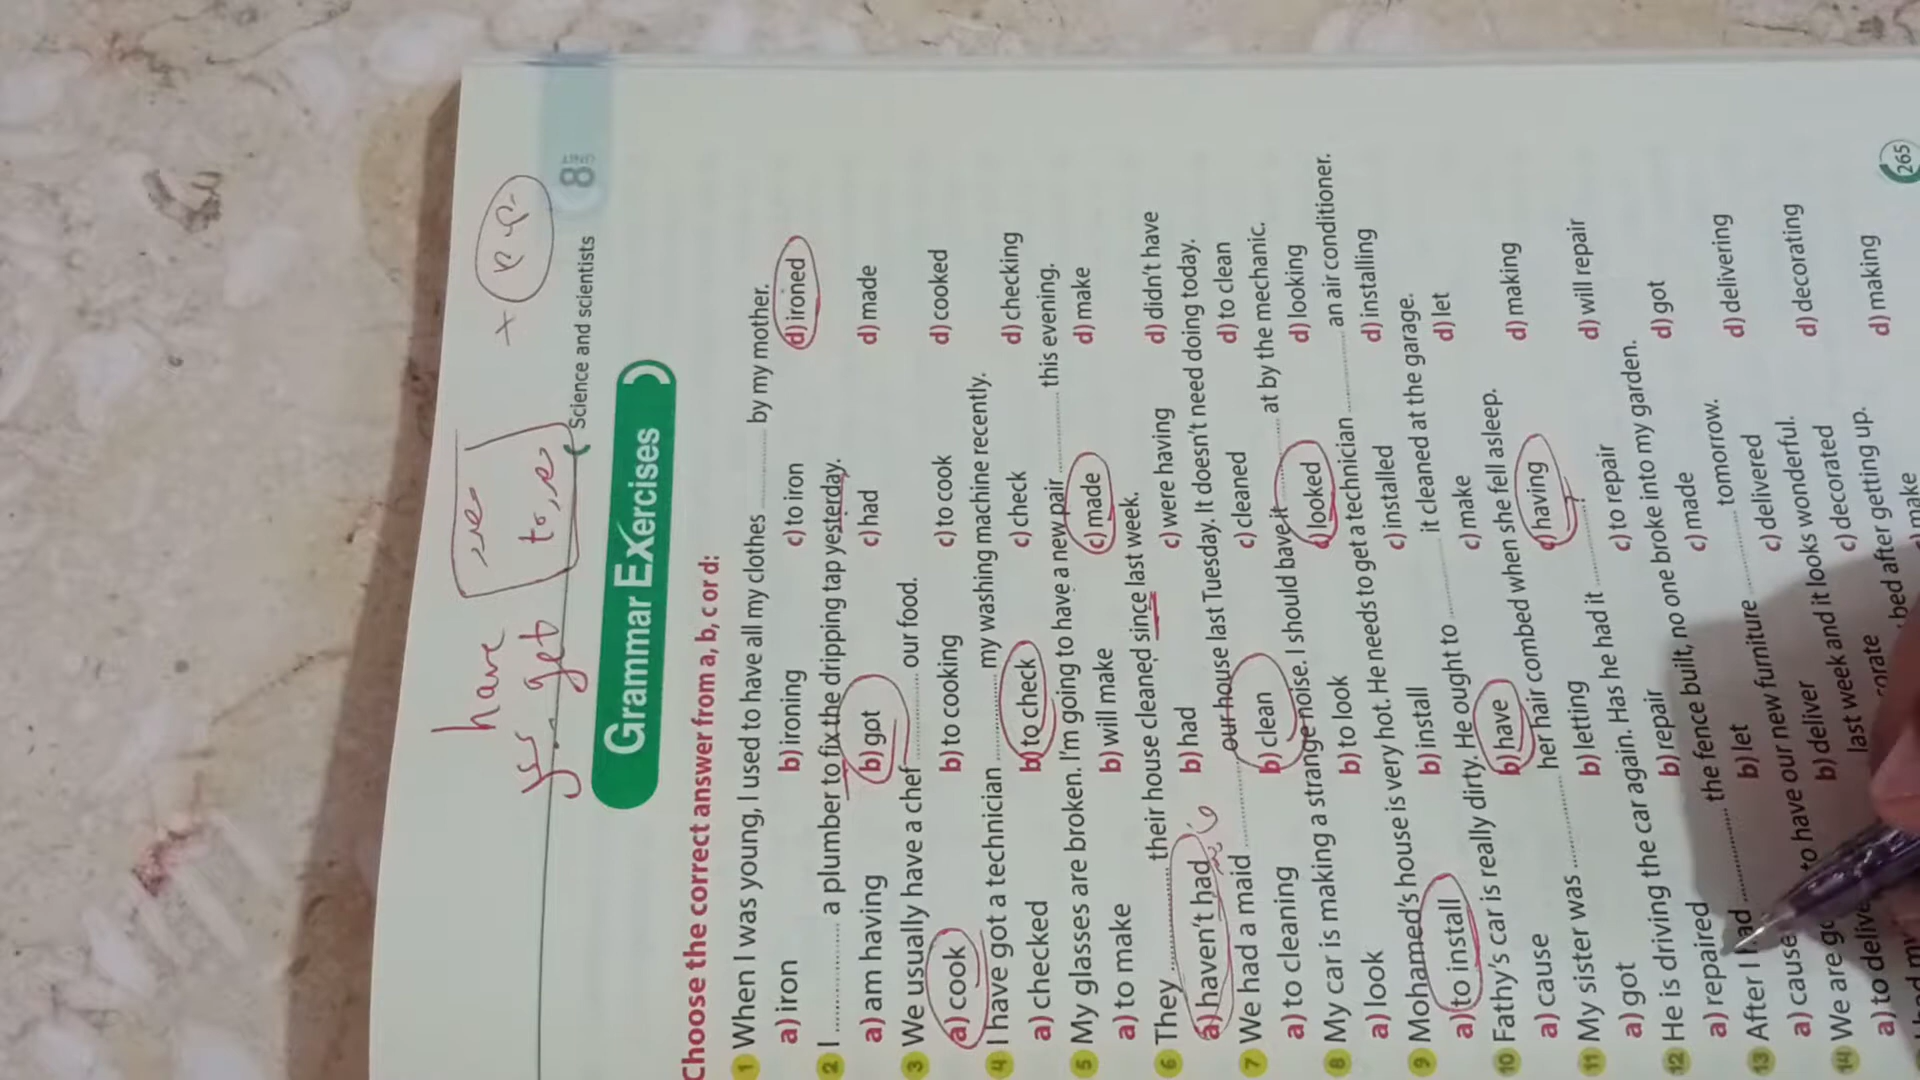 have
get
to
+ P.P
Science and scientists
8
Grammar Exercises
Choose the correct answer from a, b, c or d:
1 When I was young, I used to have all my clothes .......... by my mother.
a) iron b) ironing c) to iron d) ironed
2 I .......... a plumber to fix the dripping tap yesterday.
a) am having b) got c) had d) made
3 We usually have a chef .......... our food.
a) cook b) to cooking c) to cook d) cooked
4 I have got a technician .......... my washing machine recently.
a) checked b) to check c) check d) checking
5 My glasses are broken. I'm going to have a new pair .......... this evening.
a) to make b) will make c) made d) make
6 They .......... their house cleaned since last week.
a) haven't had b) had c) were having d) didn't have
7 We had a maid .......... our house last Tuesday. It doesn't need doing today.
a) to cleaning b) clean c) cleaned d) to clean
8 My car is making a strange noise. I should have it .......... at by the mechanic.
a) look b) to look c) looked d) looking
9 Mohamed's house is very hot. He needs to get a technician .......... an air conditioner.
a) to install b) install c) installed d) installing
10 Fathy's car is really dirty. He ought to .......... it cleaned at the garage.
a) cause b) have c) make d) let
11 My sister was .......... her hair combed when she fell asleep.
a) got b) letting c) having d) making
12 He is driving the car again. Has he had it ..........?
a) repaired b) repair c) to repair d) will repair
13 After I had .......... the fence built, no one broke into my garden.
a) cause b) let c) made d) got
14 We are go to have our new furniture .......... tomorrow.
a) to delive b) deliver c) delivered d) delivering
last week and it looks wonderful.
orate c) decorated d) decorating
bed after getting up.
make d) making
265